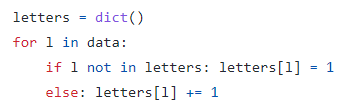 letters = dict()
for l in data:
    if l not in letters: letters[l] = 1
    else: letters[l] += 1